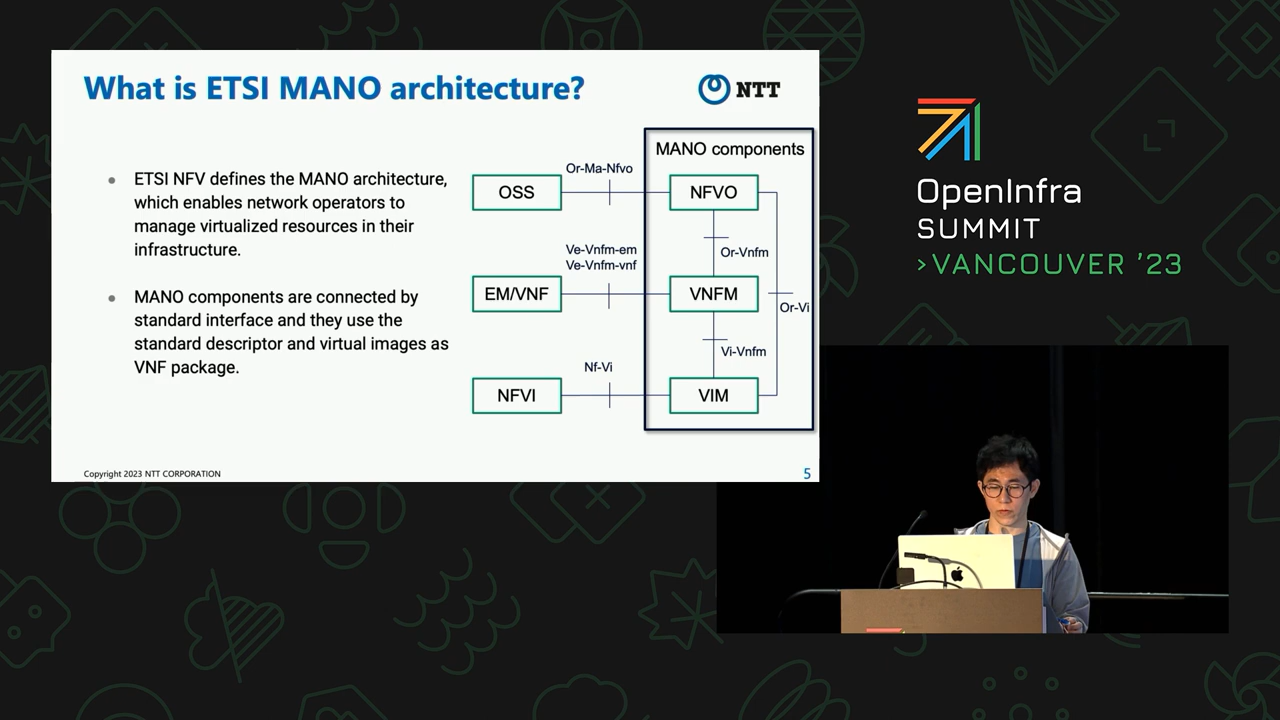 What is ETSI MANO architecture?
NTT
ETSI NFV defines the MANO architecture,
which enables network operators to
manage virtualized resources in their
infrastructure.
MANO components are connected by
standard interface and they use the
standard descriptor and virtual images as
VNF package.
MANO components
OSS
Or-Ma-Nfvo
NFVO
Or-Vnfm
Ve-Vnfm-em
Ve-Vnfm-vnf
EM/VNF
VNFM
Or-Vi
Vi-Vnfm
Nf-Vi
NFVI
VIM
Copyright 2023 NTT CORPORATION
5
OpenInfra
SUMMIT
>VANCOUVER '23